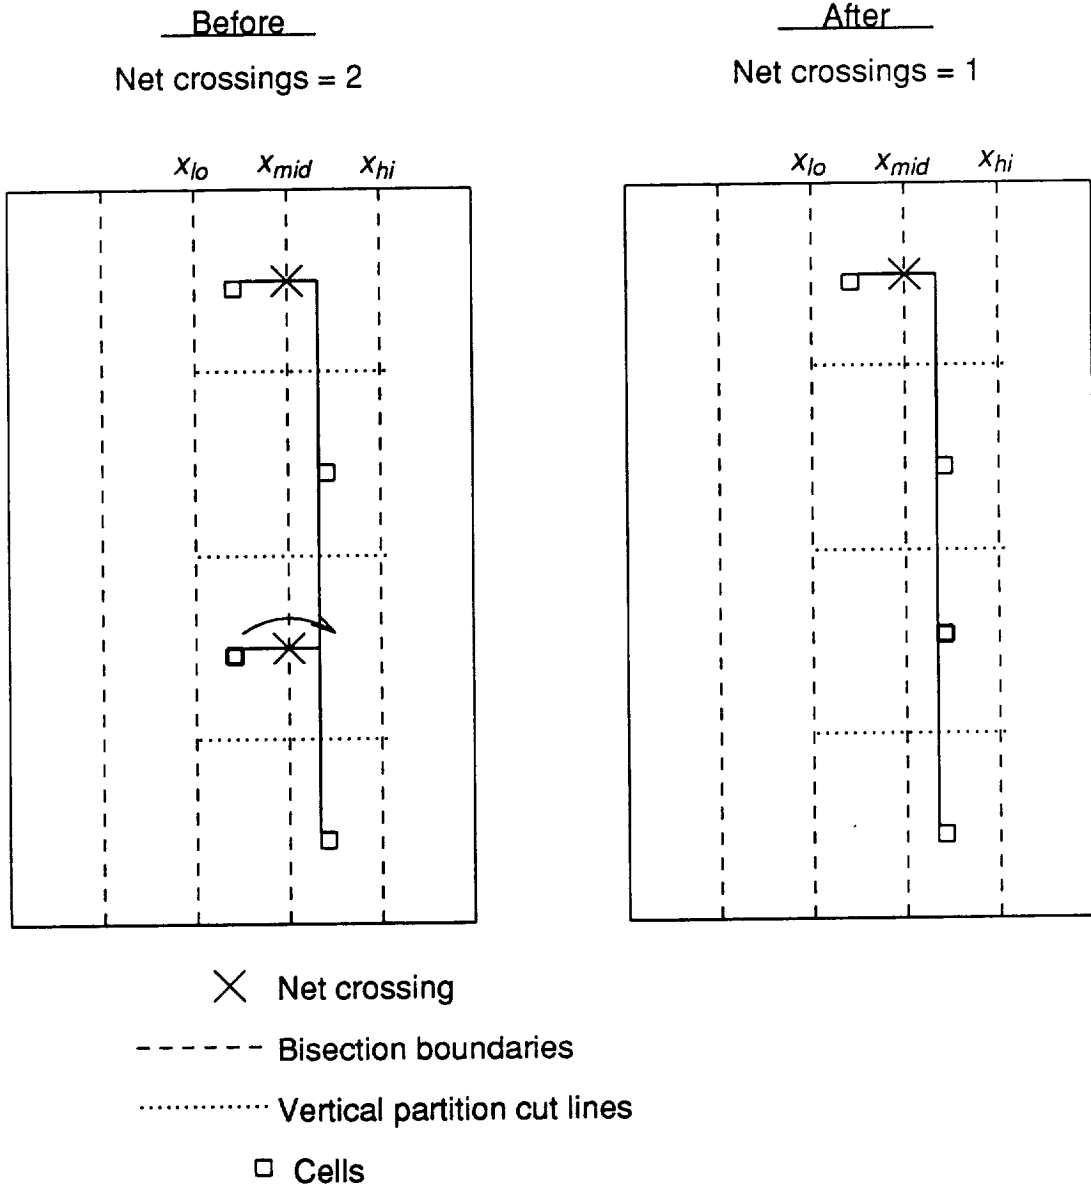 Before
Net crossings = 2
x_lo x_mid x_hi
After
Net crossings = 1
x_lo x_mid x_hi
Net crossing
Bisection boundaries
Vertical partition cut lines
Cells